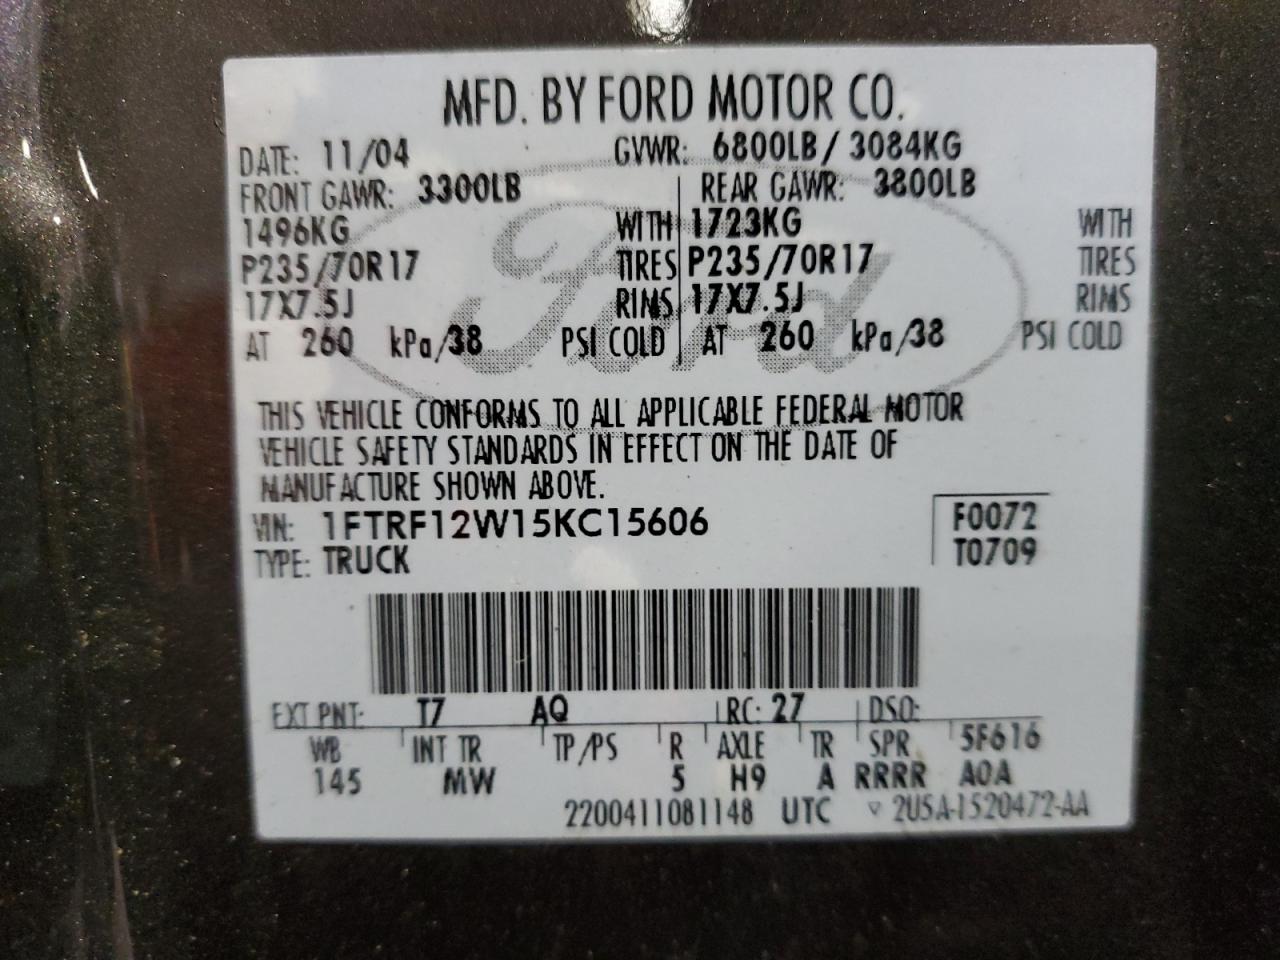 MFD. BY FORD MOTOR CO.
DATE: 11/04 GVWR: 6800LB/ 3084KG
FRONT GAWR: 3300LB REAR GAWR: 3800LB
1496KG WITH 1723KG WITH
P235/70R17 TIRES P235/70R17 TIRES
17X7.5J RIMS 17X7.5J RIMS
AT 260 kPa/38 PSI COLD AT 260 kPa/38 PSI COLD
Ford
THIS VEHICLE CONFORMS TO ALL APPLICABLE FEDERAL MOTOR
VEHICLE SAFETY STANDARDS IN EFFECT ON THE DATE OF
MANUFACTURE SHOWN ABOVE.
VIN: 1FTRF12W15KC15606 F0072
TYPE: TRUCK T0709
EXT PNT: T7 AQ RC: 27 DSO:
WB INT TR TP/PS R AXLE TR SPR 5F616
145 MW 5 H9 A RRRR A0A
2200411081148 UTC ▽ 2U5A-1520472-AA